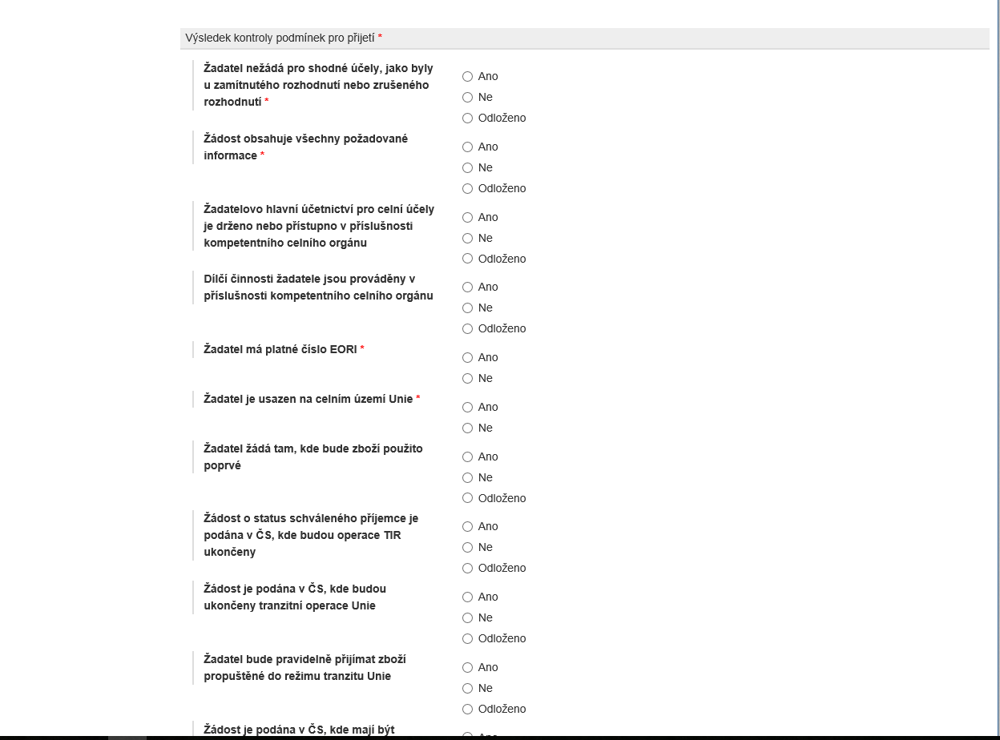 Výsledek kontroly podmínek pro přijetí *
Žadatel nežádá pro shodné účely, jako byly
u zamítnutého rozhodnutí nebo zrušeného
rozhodnutí *
Ano
Ne
Odloženo
Žádost obsahuje všechny požadované
informace *
Ano
Ne
Odloženo
Žadatelovo hlavní účetnictví pro celní účely
je drženo nebo přístupno v příslušnosti
kompetentního celního orgánu
Ano
Ne
Odloženo
Dílčí činnosti žadatele jsou prováděny v
příslušnosti kompetentního celního orgánu
Ano
Ne
Odloženo
Žadatel má platné číslo EORI *
Ano
Ne
Žadatel je usazen na celním území Unie *
Ano
Ne
Žadatel žádá tam, kde bude zboží použito
poprvé
Ano
Ne
Odloženo
Žádost o status schváleného příjemce je
podána v ČS, kde budou operace TIR
ukončeny
Ano
Ne
Odloženo
Žádost je podána v ČS, kde budou
ukončeny tranzitní operace Unie
Ano
Ne
Odloženo
Žadatel bude pravidelně přijímat zboží
propuštěné do režimu tranzitu Unie
Ano
Ne
Odloženo
Žádost je podána v ČS, kde mají být